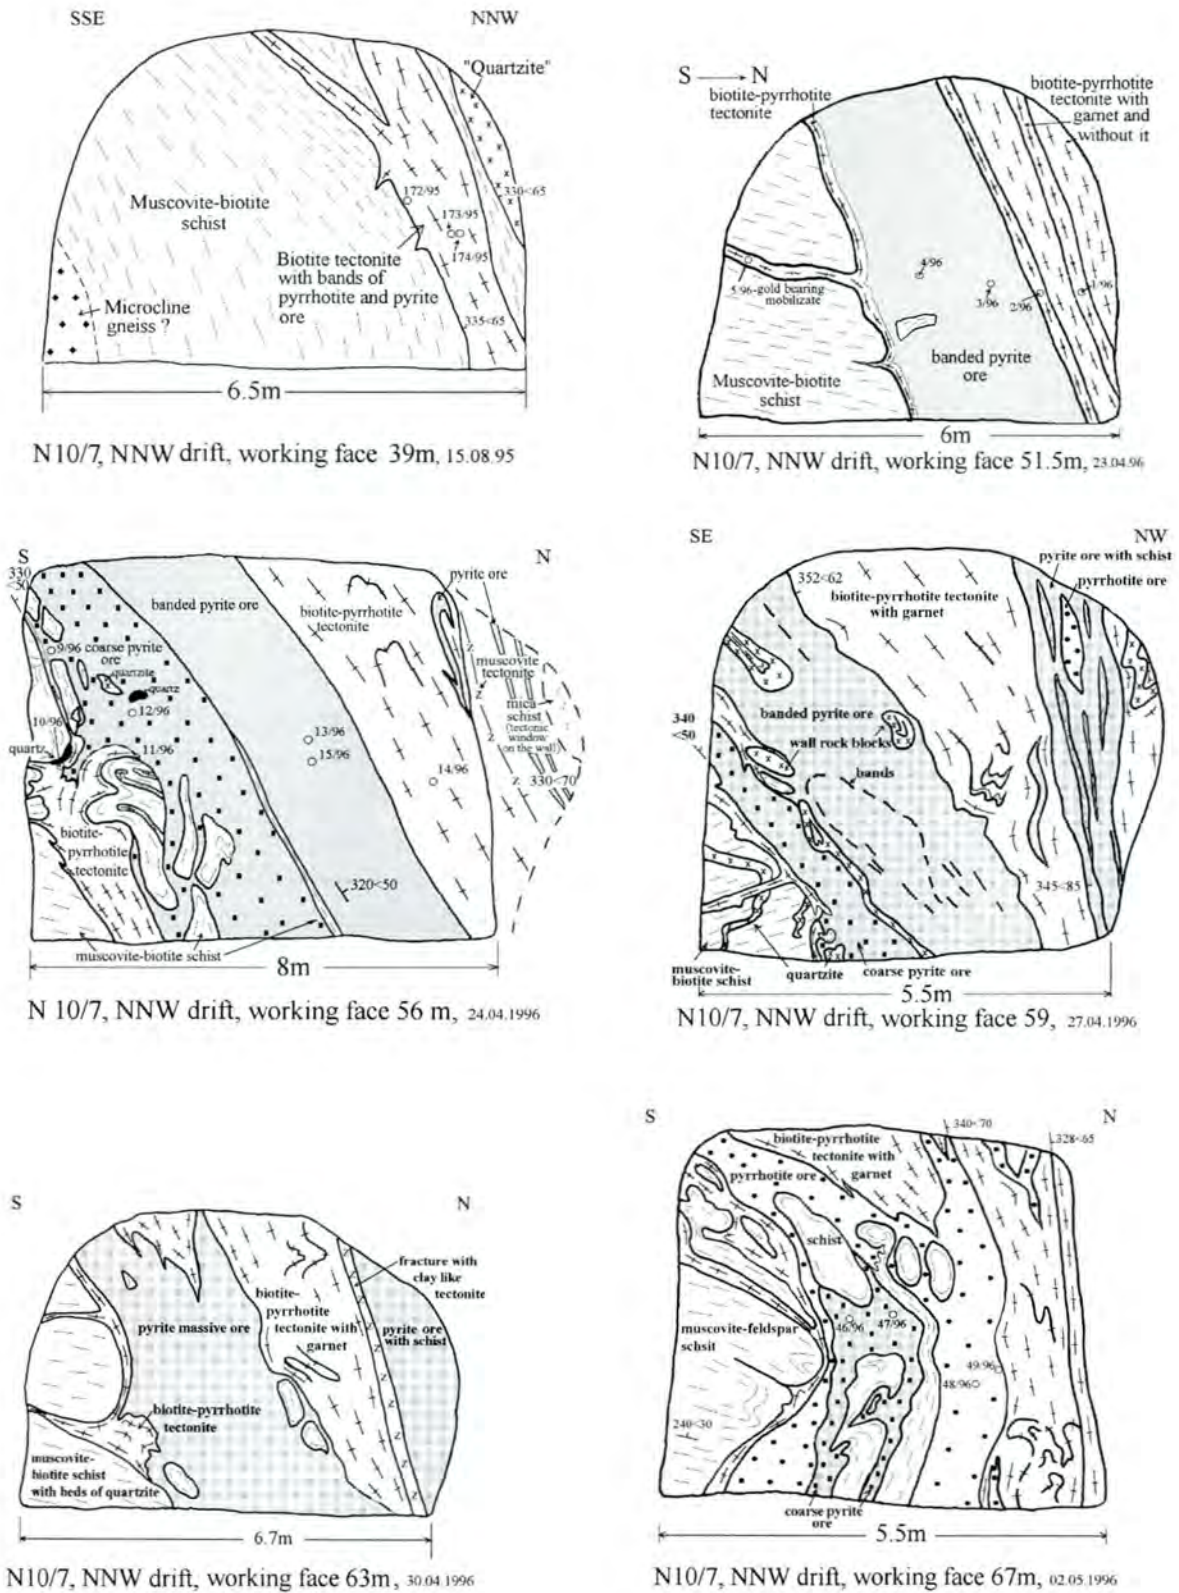 SSE NNW
"Quartzite"
172/95
330<65
173/95
174/95
Muscovite-biotite
schist
Biotite tectonite
with bands of
pyrrhotite and pyrite
ore
335<65
Microcline
gneiss ?
6.5m
N10/7, NNW drift, working face 39m, 15.08.95
S N
biotite-pyrrhotite
tectonite
biotite-pyrrhotite
tectonite with
garnet and
without it
4/96
5/96-gold bearing
mobilizate
3/96
2/96
1/96
banded pyrite
ore
Muscovite-biotite
schist
6m
N10/7, NNW drift, working face 51.5m, 23.04.96
S N
330
<50
pyrite ore
banded pyrite ore
biotite-pyrrhotite
tectonite
9/96 coarse pyrite
ore
quartzite
quartz
12/96
muscovite
tectonite
mica
schist
(tectonic
window
on the wall)
10/96
quartz
11/96
13/96
15/96
14/96
330<70
biotite-
pyrrhotite
tectonite
320<50
muscovite-biotite schist
8m
N 10/7, NNW drift, working face 56 m, 24.04.1996
SE NW
pyrite ore with schist
pyrrhotite ore
352<62
biotite-pyrrhotite tectonite
with garnet
340
<50
banded pyrite ore
wall rock blocks
bands
345<85
muscovite-
biotite schist
quartzite
coarse pyrite ore
5.5m
N10/7, NNW drift, working face 59, 27.04.1996
S N
fracture with
clay like
tectonite
biotite-
pyrrhotite
tectonite with
garnet
pyrite massive ore
pyrite ore
with schist
biotite-pyrrhotite
tectonite
muscovite-
biotite schist
with beds of quartzite
6.7m
N10/7, NNW drift, working face 63m, 30.04.1996
S N
340<70
328<65
biotite-pyrrhotite
tectonite with
garnet
pyrrhotite ore
schist
46/96
47/96
muscovite-feldspar
schsit
49/96
48/96
240<30
coarse pyrite
ore
5.5m
N10/7, NNW drift, working face 67m, 02.05.1996